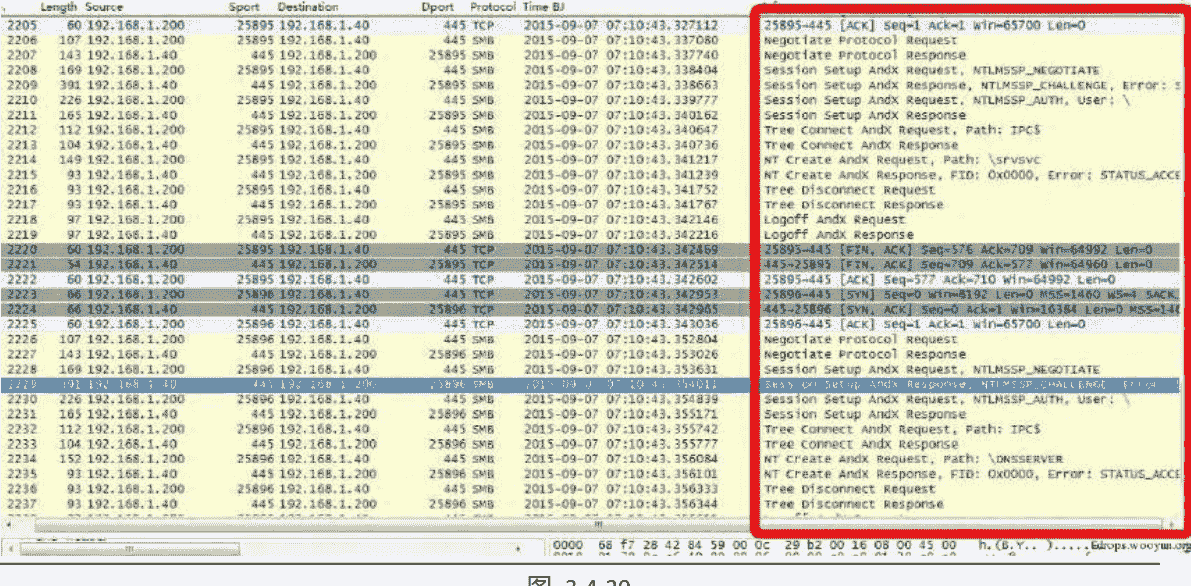 Length Source Sport Destination Dport Protocol Time BJ
2205 60 192.168.1.200 25895 192.168.1.40 445 TCP 2015-09-07 07:10:43.327112 25895→445 [ACK] Seq=1 Ack=1 Win=65700 Len=0
2206 107 192.168.1.200 25895 192.168.1.40 445 SMB 2015-09-07 07:10:43.337080 Negotiate Protocol Request
2207 143 192.168.1.40 445 192.168.1.200 25895 SMB 2015-09-07 07:10:43.337740 Negotiate Protocol Response
2208 169 192.168.1.200 25895 192.168.1.40 445 SMB 2015-09-07 07:10:43.338404 Session Setup AndX Request, NTLMSSP_NEGOTIATE
2209 391 192.168.1.40 445 192.168.1.200 25895 SMB 2015-09-07 07:10:43.338663 Session Setup AndX Response, NTLMSSP_CHALLENGE, Error: S
2210 226 192.168.1.200 25895 192.168.1.40 445 SMB 2015-09-07 07:10:43.339777 Session Setup AndX Request, NTLMSSP_AUTH, User: \
2211 165 192.168.1.40 445 192.168.1.200 25895 SMB 2015-09-07 07:10:43.340162 Session Setup AndX Response
2212 112 192.168.1.200 25895 192.168.1.40 445 SMB 2015-09-07 07:10:43.340647 Tree Connect AndX Request, Path: IPC$
2213 104 192.168.1.40 445 192.168.1.200 25895 SMB 2015-09-07 07:10:43.340736 Tree Connect AndX Response
2214 149 192.168.1.200 25895 192.168.1.40 445 SMB 2015-09-07 07:10:43.341217 NT Create AndX Request, Path: \srvsvc
2215 93 192.168.1.40 445 192.168.1.200 25895 SMB 2015-09-07 07:10:43.341239 NT Create AndX Response, FID: 0x0000, Error: STATUS_ACCE
2216 93 192.168.1.200 25895 192.168.1.40 445 SMB 2015-09-07 07:10:43.341752 Tree Disconnect Request
2217 93 192.168.1.40 445 192.168.1.200 25895 SMB 2015-09-07 07:10:43.341767 Tree Disconnect Response
2218 97 192.168.1.200 25895 192.168.1.40 445 SMB 2015-09-07 07:10:43.342146 Logoff AndX Request
2219 97 192.168.1.40 445 192.168.1.200 25895 SMB 2015-09-07 07:10:43.342216 Logoff AndX Response
2220 60 192.168.1.200 25895 192.168.1.40 445 TCP 2015-09-07 07:10:43.342469 25895→445 [FIN, ACK] Seq=576 Ack=709 Win=64992 Len=0
2221 54 192.168.1.40 445 192.168.1.200 25895 TCP 2015-09-07 07:10:43.342514 445→25895 [FIN, ACK] Seq=709 Ack=577 Win=64960 Len=0
2222 60 192.168.1.200 25895 192.168.1.40 445 TCP 2015-09-07 07:10:43.342602 25895→445 [ACK] Seq=577 Ack=710 Win=64992 Len=0
2223 66 192.168.1.200 25896 192.168.1.40 445 TCP 2015-09-07 07:10:43.342953 25896→445 [SYN] Seq=0 Win=8192 Len=0 MSS=1460 WS=4 SACK_
2224 66 192.168.1.40 445 192.168.1.200 25896 TCP 2015-09-07 07:10:43.342985 445→25896 [SYN, ACK] Seq=0 Ack=1 Win=16384 Len=0 MSS=146
2225 60 192.168.1.200 25896 192.168.1.40 445 TCP 2015-09-07 07:10:43.343036 25896→445 [ACK] Seq=1 Ack=1 Win=65700 Len=0
2226 107 192.168.1.200 25896 192.168.1.40 445 SMB 2015-09-07 07:10:43.352804 Negotiate Protocol Request
2227 143 192.168.1.40 445 192.168.1.200 25896 SMB 2015-09-07 07:10:43.353026 Negotiate Protocol Response
2228 169 192.168.1.200 25896 192.168.1.40 445 SMB 2015-09-07 07:10:43.353631 Session Setup AndX Request, NTLMSSP_NEGOTIATE
2229 391 192.168.1.40 445 192.168.1.200 25896 SMB 2015-09-07 07:10:43.354011 Session Setup AndX Response, NTLMSSP_CHALLENGE, Error
2230 226 192.168.1.200 25896 192.168.1.40 445 SMB 2015-09-07 07:10:43.354839 Session Setup AndX Request, NTLMSSP_AUTH, User: \
2231 165 192.168.1.40 445 192.168.1.200 25896 SMB 2015-09-07 07:10:43.355171 Session Setup AndX Response
2232 112 192.168.1.200 25896 192.168.1.40 445 SMB 2015-09-07 07:10:43.355742 Tree Connect AndX Request, Path: IPC$
2233 104 192.168.1.40 445 192.168.1.200 25896 SMB 2015-09-07 07:10:43.355777 Tree Connect AndX Response
2234 152 192.168.1.200 25896 192.168.1.40 445 SMB 2015-09-07 07:10:43.356084 NT Create AndX Request, Path: \DNSSERVER
2235 93 192.168.1.40 445 192.168.1.200 25896 SMB 2015-09-07 07:10:43.356101 NT Create AndX Response, FID: 0x0000, Error: STATUS_ACCE
2236 93 192.168.1.200 25896 192.168.1.40 445 SMB 2015-09-07 07:10:43.356333 Tree Disconnect Request
2237 93 192.168.1.40 445 192.168.1.200 25896 SMB 2015-09-07 07:10:43.356344 Tree Disconnect Response
0000 68 f7 28 42 84 59 00 0c 29 b2 00 16 08 00 45 00 h.(B.Y.. ).....E.
drops.wooyun.org